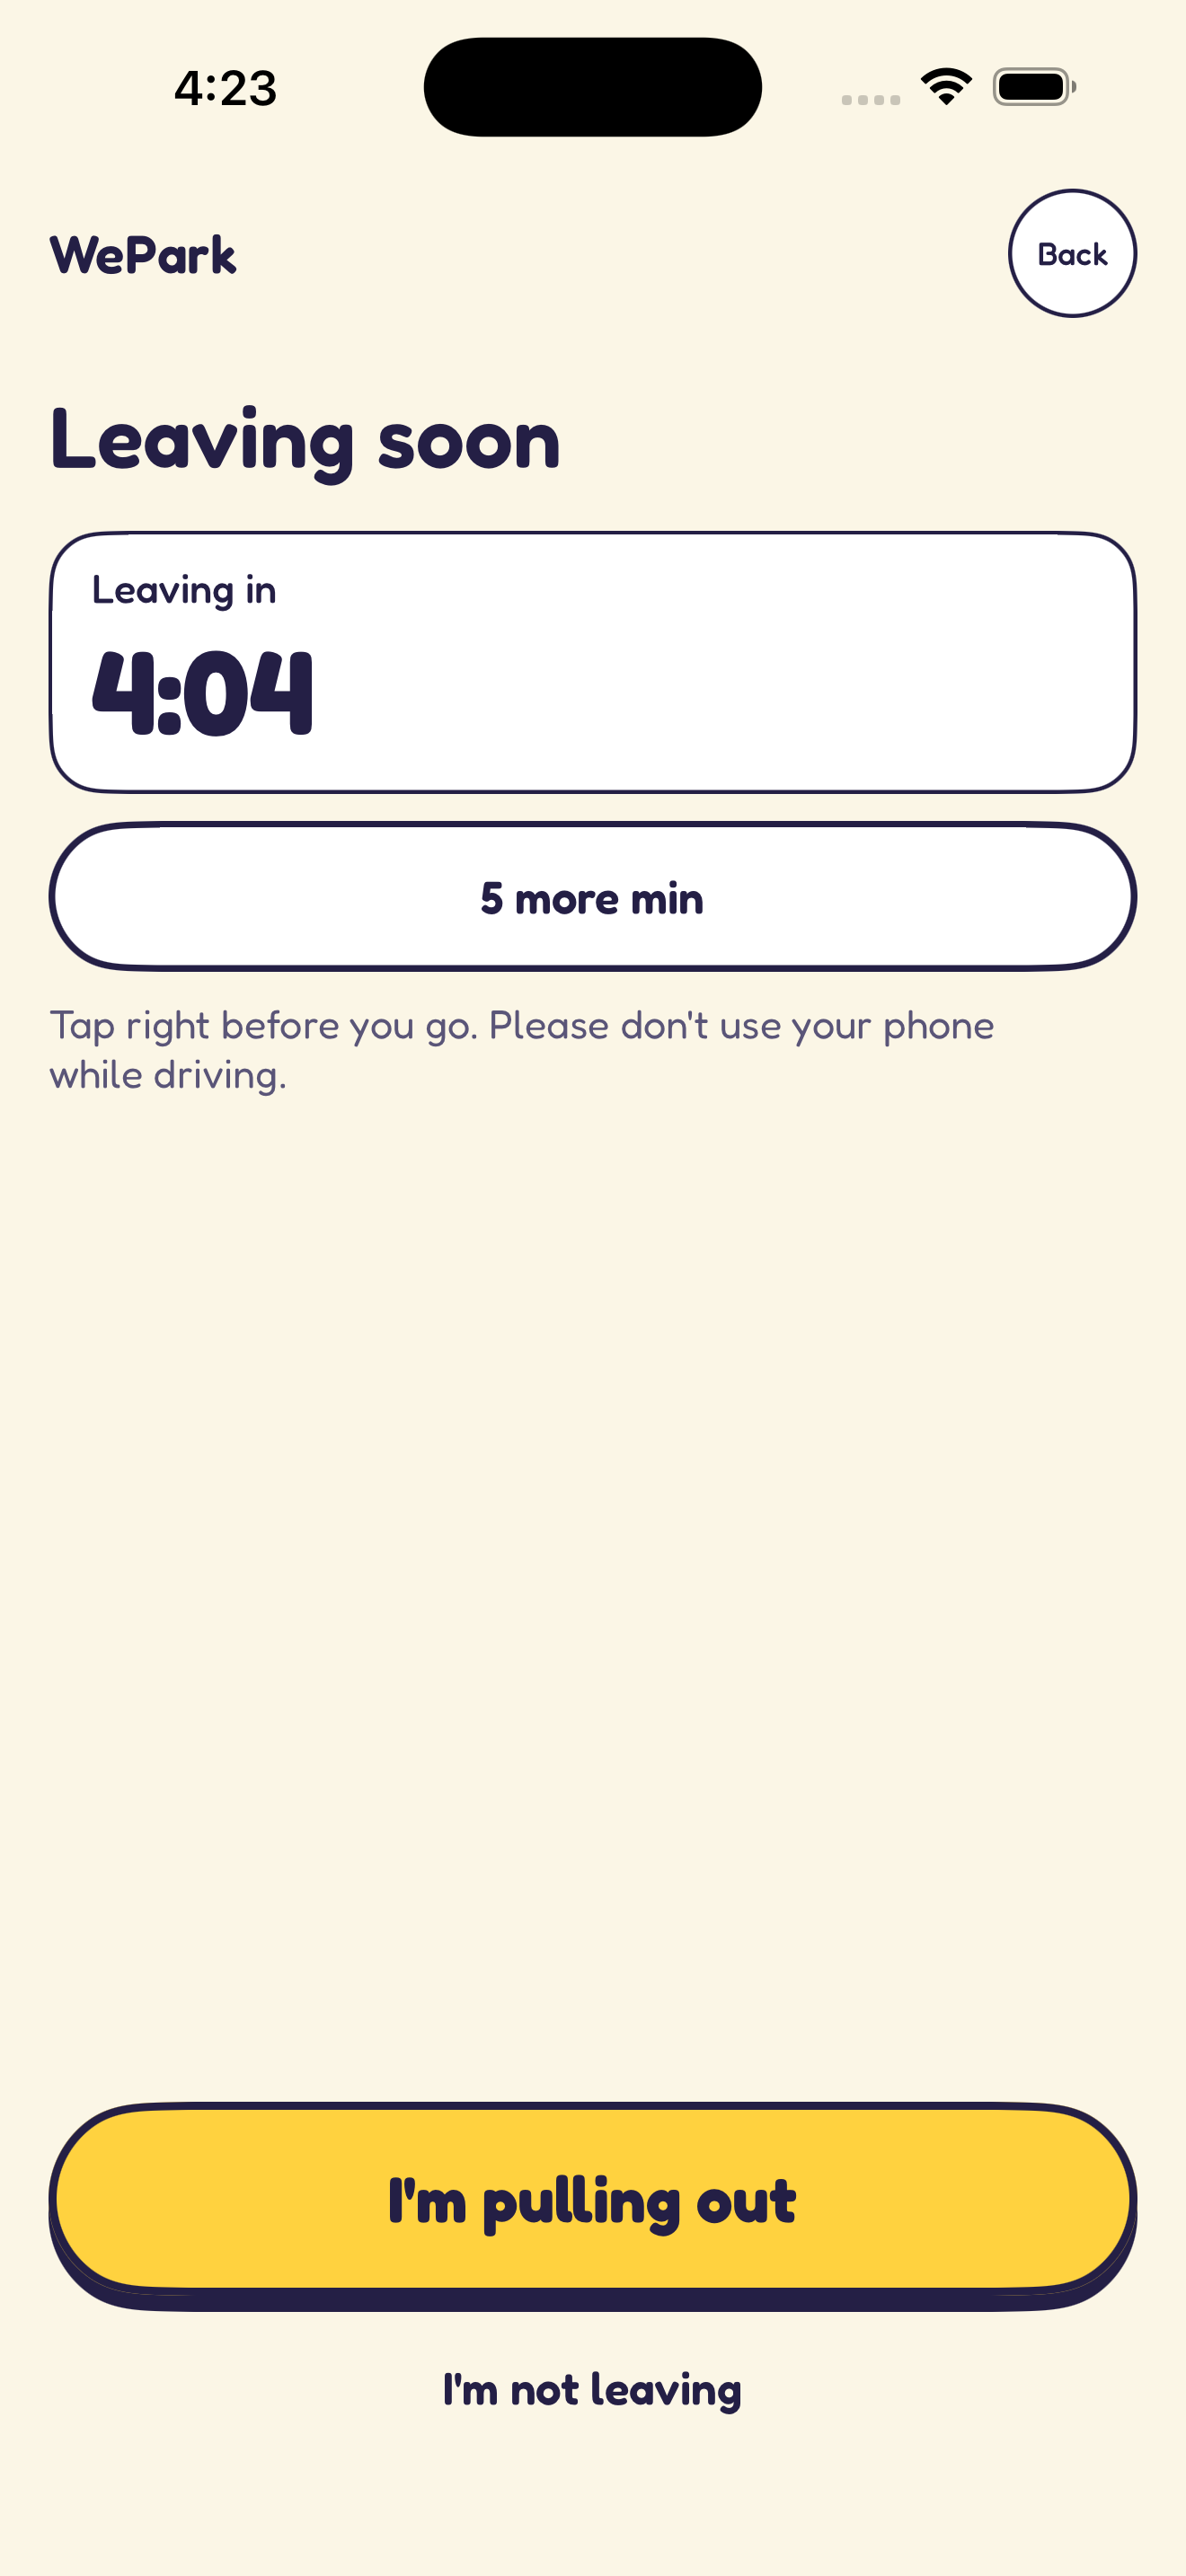 4:23
WePark
Back
Leaving soon
Leaving in
4:04
5 more min
Tap right before you go. Please don't use your phone
while driving.
I'm pulling out
I'm not leaving